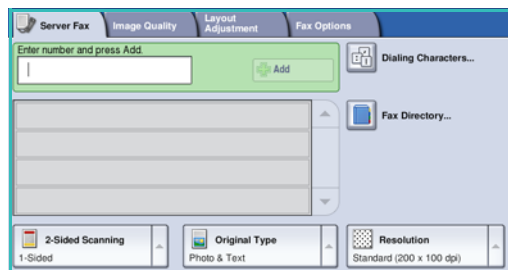 Server Fax
Image Quality
Layout
Adjustment
Fax Options
Enter number and press Add.
Add
Dialing Characters...
Fax Directory...
2-Sided Scanning
1-Sided
Original Type
Photo & Text
Resolution
Standard (200 x 100 dpi)